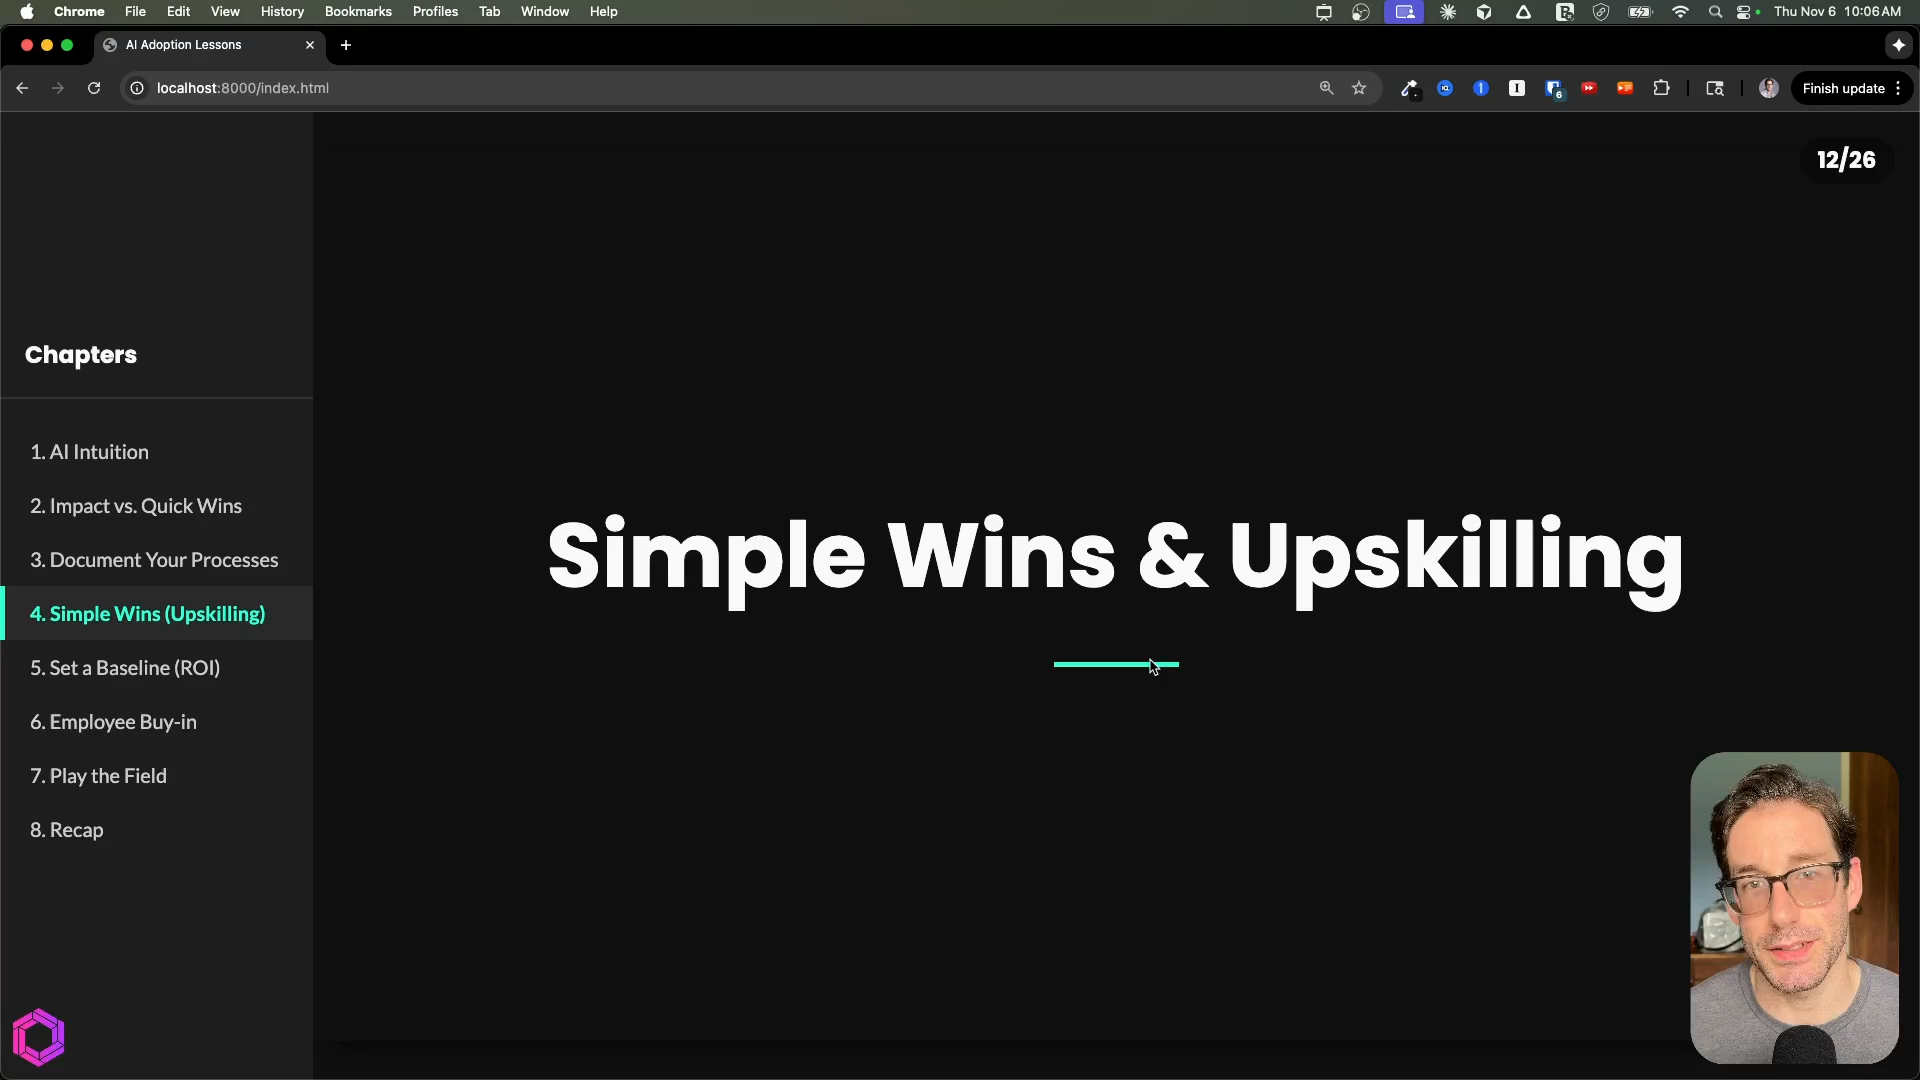 Chrome File Edit View History Bookmarks Profiles Tab Window Help
Thu Nov 6 10:06 AM
AI Adoption Lessons
localhost:8000/index.html
6
Finish update
12/26
Chapters
1. AI Intuition
2. Impact vs. Quick Wins
3. Document Your Processes
4. Simple Wins (Upskilling)
5. Set a Baseline (ROI)
6. Employee Buy-in
7. Play the Field
8. Recap
Simple Wins & Upskilling